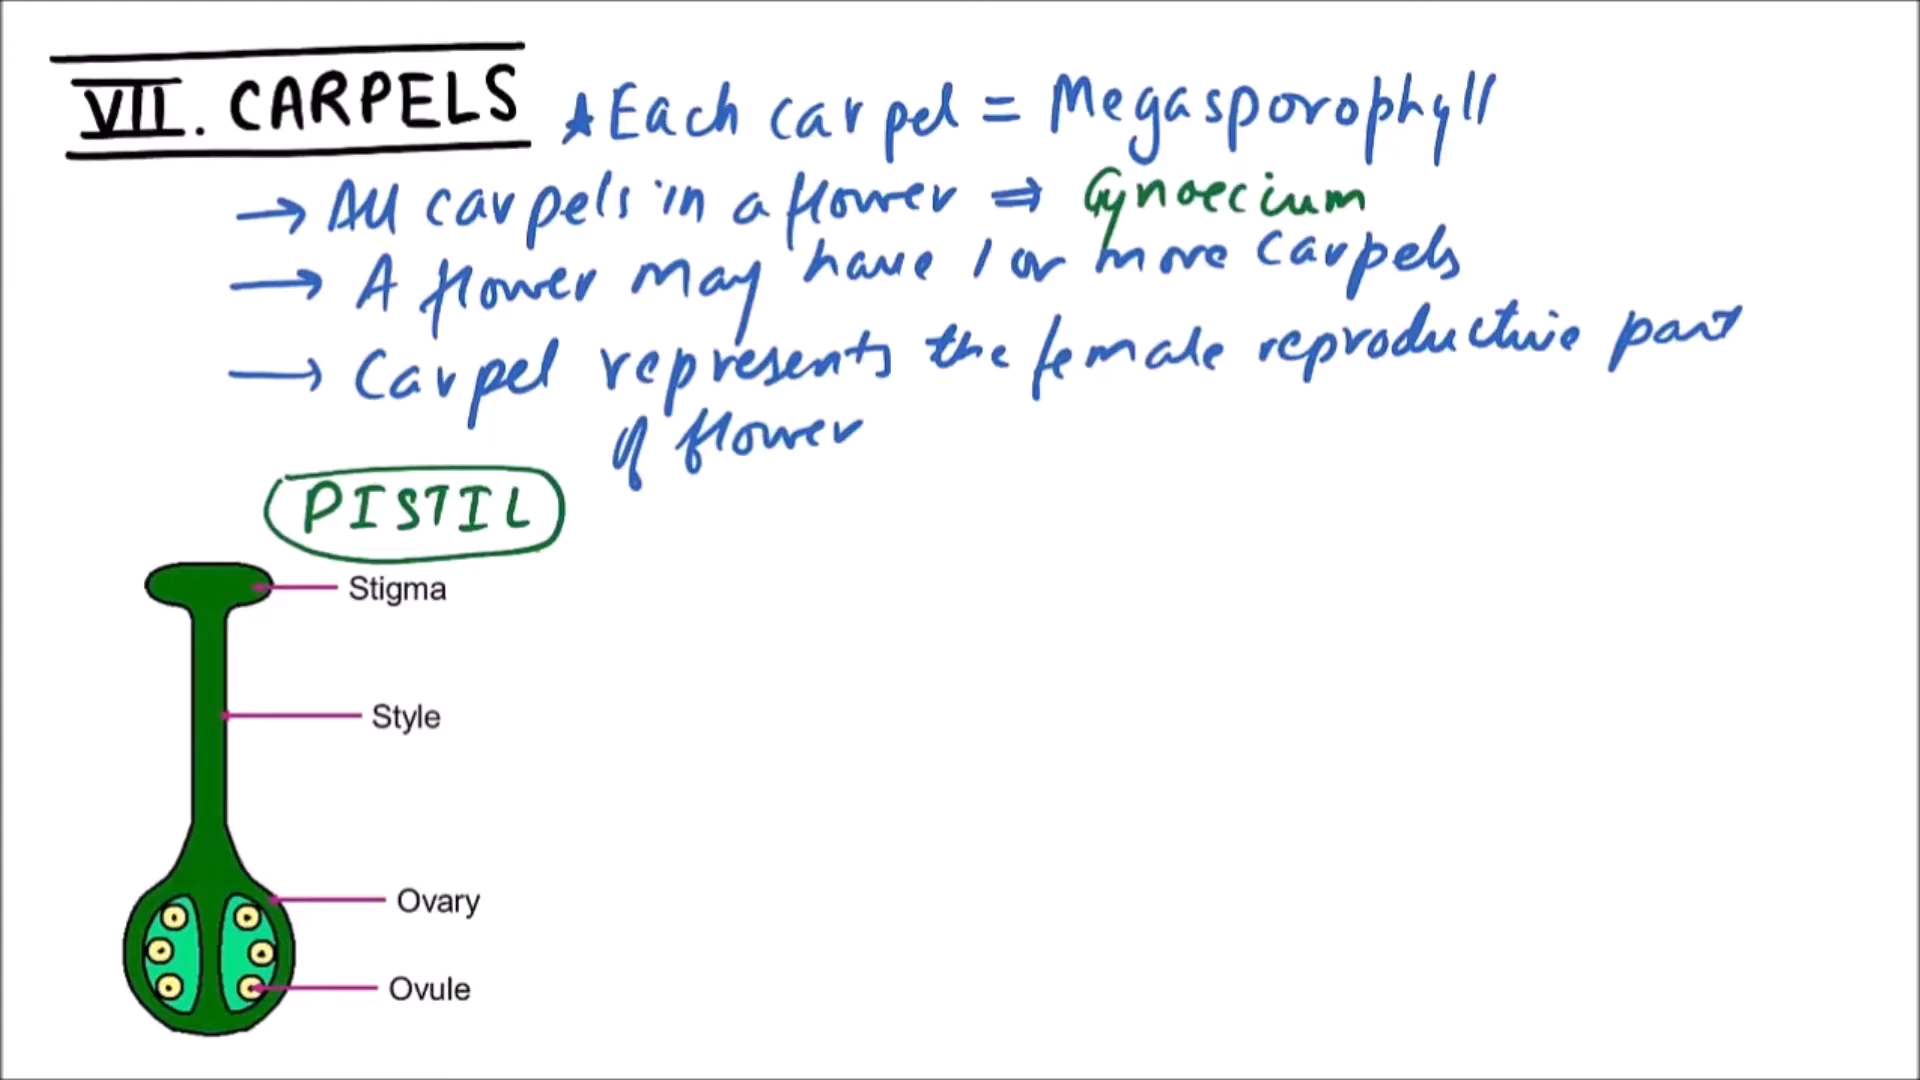 VII. CARPELS
★ Each carpel = Megasporophyll
→ All carpels in a flower ⇒ Gynoecium
→ A flower may have 1 or more carpels
→ Carpel represents the female reproductive part
of flower
PISTIL
Stigma
Style
Ovary
Ovule